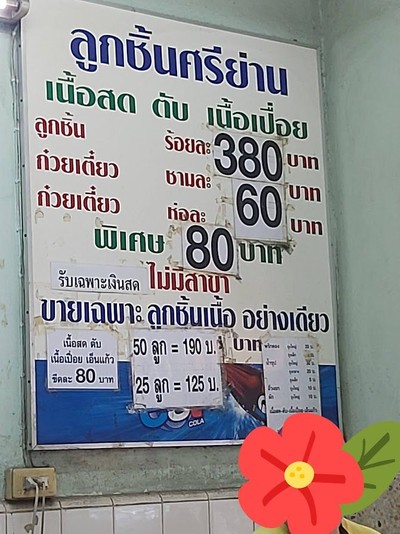 ลูกชิ้นศรีย่าน
เนื้อสด ตับ เนื้อเปื่อย
ลูกชิ้น ร้อยละ 380 บาท
ก๋วยเตี๋ยว ชามละ 60 บาท
ก๋วยเตี๋ยว ห่อละ บาท
พิเศษ 80 บาท
รับเฉพาะเงินสด ไม่มีสาขา
ขายเฉพาะ ลูกชิ้นเนื้อ อย่างเดียว
เนื้อสด ตับ
เนื้อเปื่อย เอ็นแก้ว
ขีดละ 80 บาท
50 ลูก = 190 บ.
25 ลูก = 125 บ.
บาท
COLA